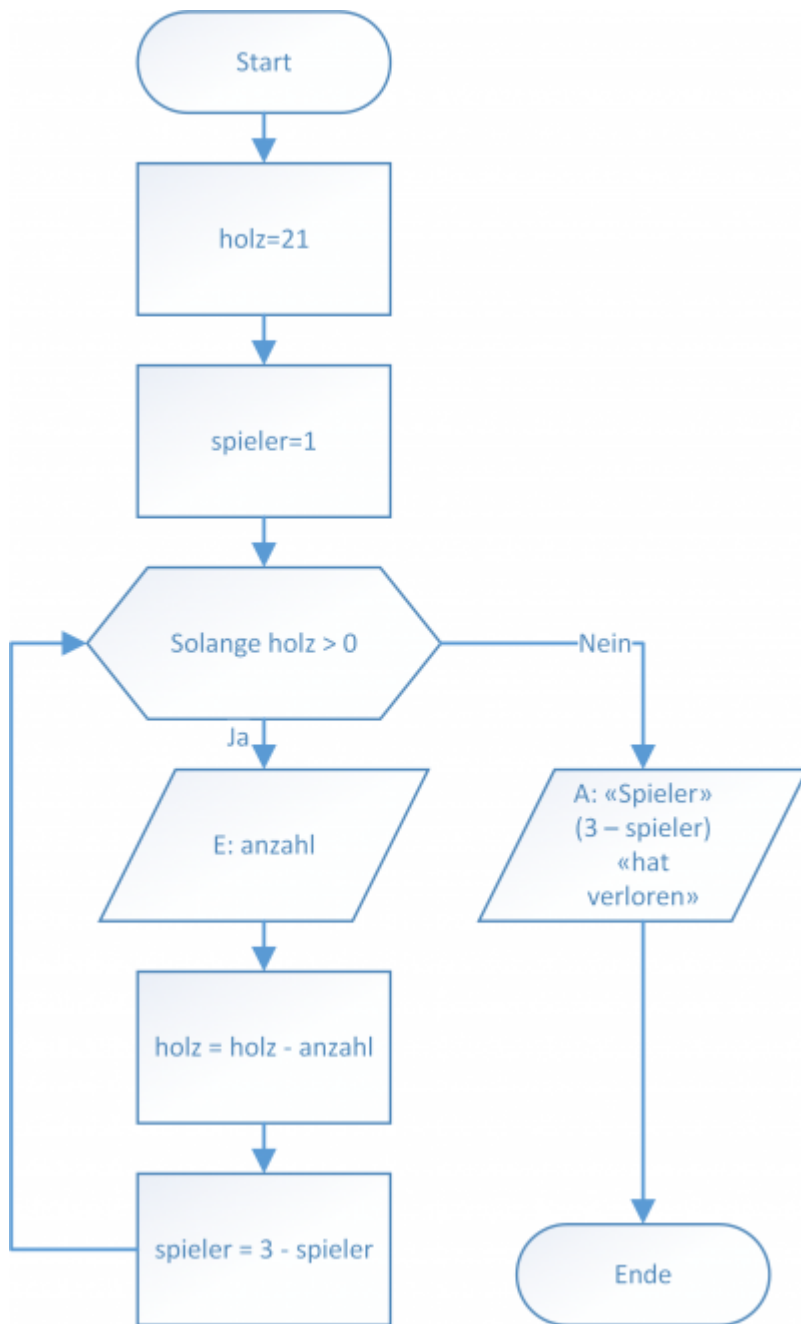 Start
holz=21
spieler=1
Solange holz > 0
Nein
Ja
E: anzahl
A: «Spieler»
(3 – spieler)
«hat
verloren»
holz = holz - anzahl
spieler = 3 - spieler
Ende